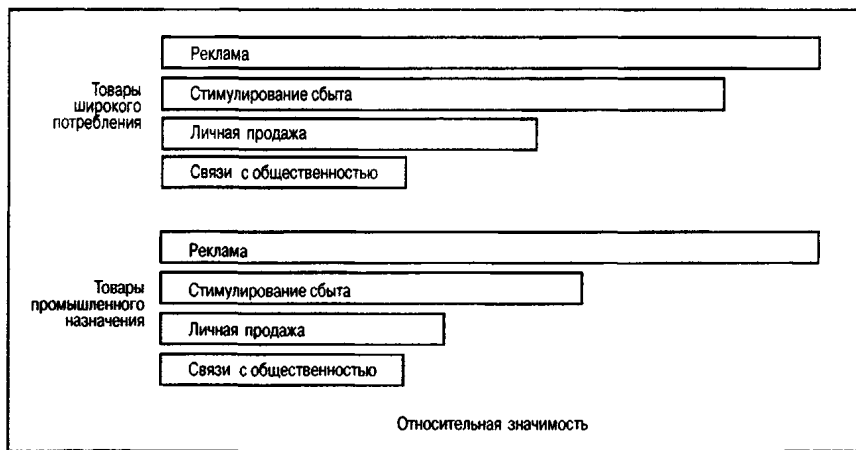 Товары
широкого
потребления
Реклама
Стимулирование сбыта
Личная продажа
Связи с общественностью
Товары
промышленного
назначения
Реклама
Стимулирование сбыта
Личная продажа
Связи с общественностью
Относительная значимость